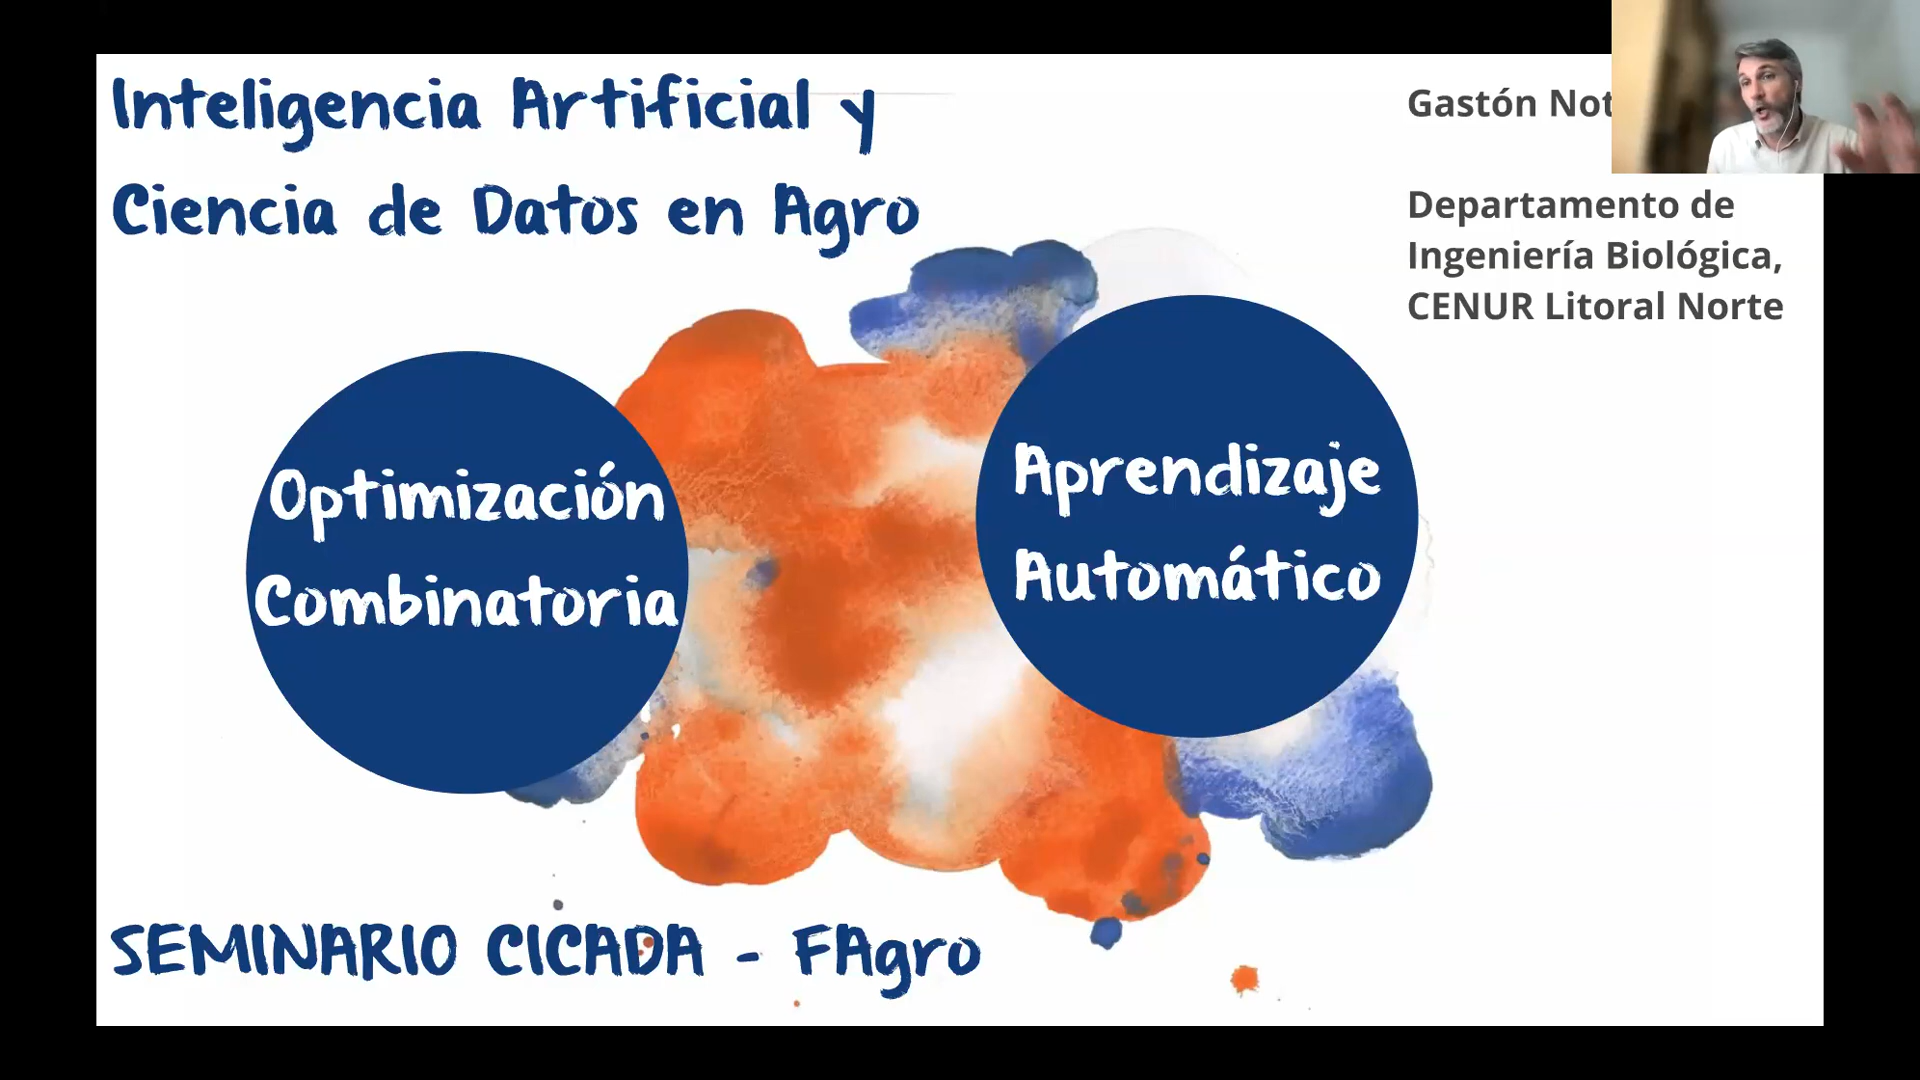 Inteligencia Artificial y
Ciencia de Datos en Agro
Gastón
Departamento de
Ingeniería Biológica,
CENUR Litoral Norte
Optimización
Combinatoria
Aprendizaje
Automático
SEMINARIO CICADA - FAgro